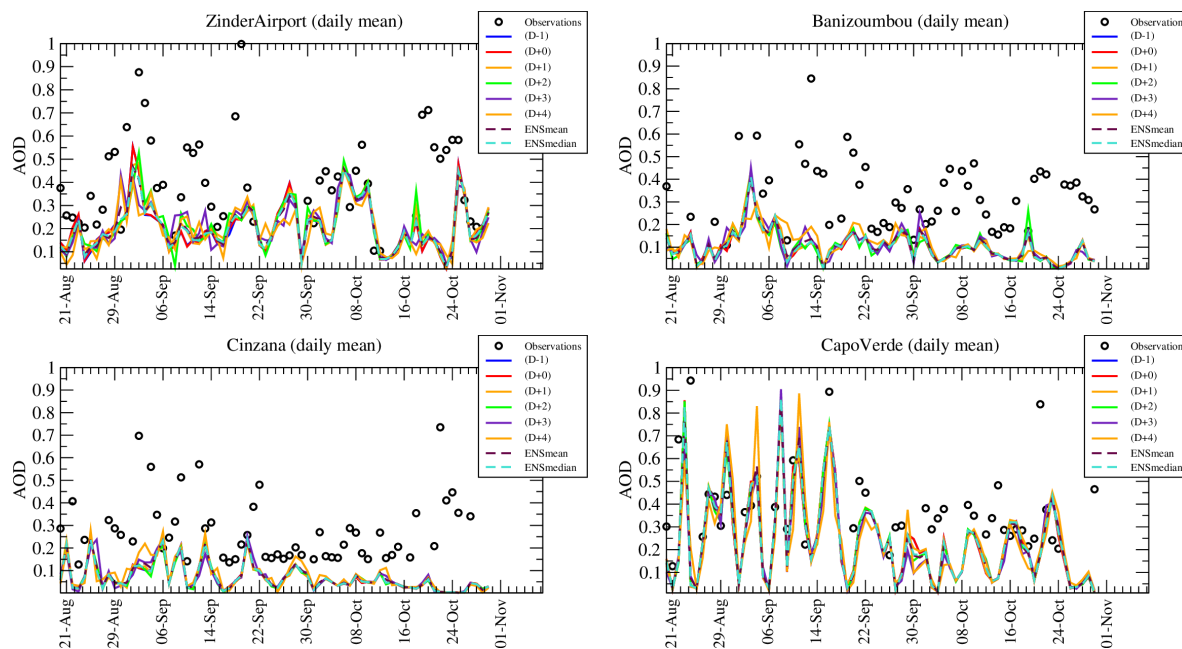 ZinderAirport (daily mean)
Observations
(D-1)
(D+0)
(D+1)
(D+2)
(D+3)
(D+4)
ENSmean
ENSmedian
AOD
1
0.9
0.8
0.7
0.6
0.5
0.4
0.3
0.2
0.1
21-Aug
29-Aug
06-Sep
14-Sep
22-Sep
30-Sep
08-Oct
16-Oct
24-Oct
01-Nov
Banizoumbou (daily mean)
Observations
(D-1)
(D+0)
(D+1)
(D+2)
(D+3)
(D+4)
ENSmean
ENSmedian
AOD
1
0.9
0.8
0.7
0.6
0.5
0.4
0.3
0.2
0.1
21-Aug
29-Aug
06-Sep
14-Sep
22-Sep
30-Sep
08-Oct
16-Oct
24-Oct
01-Nov
Cinzana (daily mean)
Observations
(D-1)
(D+0)
(D+1)
(D+2)
(D+3)
(D+4)
ENSmean
ENSmedian
AOD
1
0.9
0.8
0.7
0.6
0.5
0.4
0.3
0.2
0.1
21-Aug
29-Aug
06-Sep
14-Sep
22-Sep
30-Sep
08-Oct
16-Oct
24-Oct
01-Nov
CapoVerde (daily mean)
Observations
(D-1)
(D+0)
(D+1)
(D+2)
(D+3)
(D+4)
ENSmean
ENSmedian
AOD
1
0.9
0.8
0.7
0.6
0.5
0.4
0.3
0.2
0.1
21-Aug
29-Aug
06-Sep
14-Sep
22-Sep
30-Sep
08-Oct
16-Oct
24-Oct
01-Nov